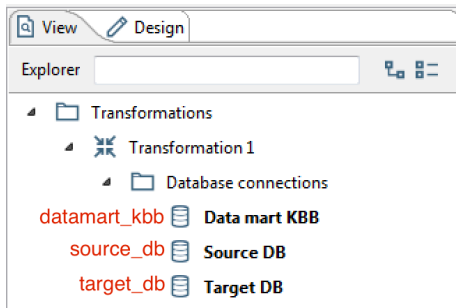 View Design
Explorer
Transformations
Transformation 1
Database connections
datamart_kbb Data mart KBB
source_db Source DB
target_db Target DB